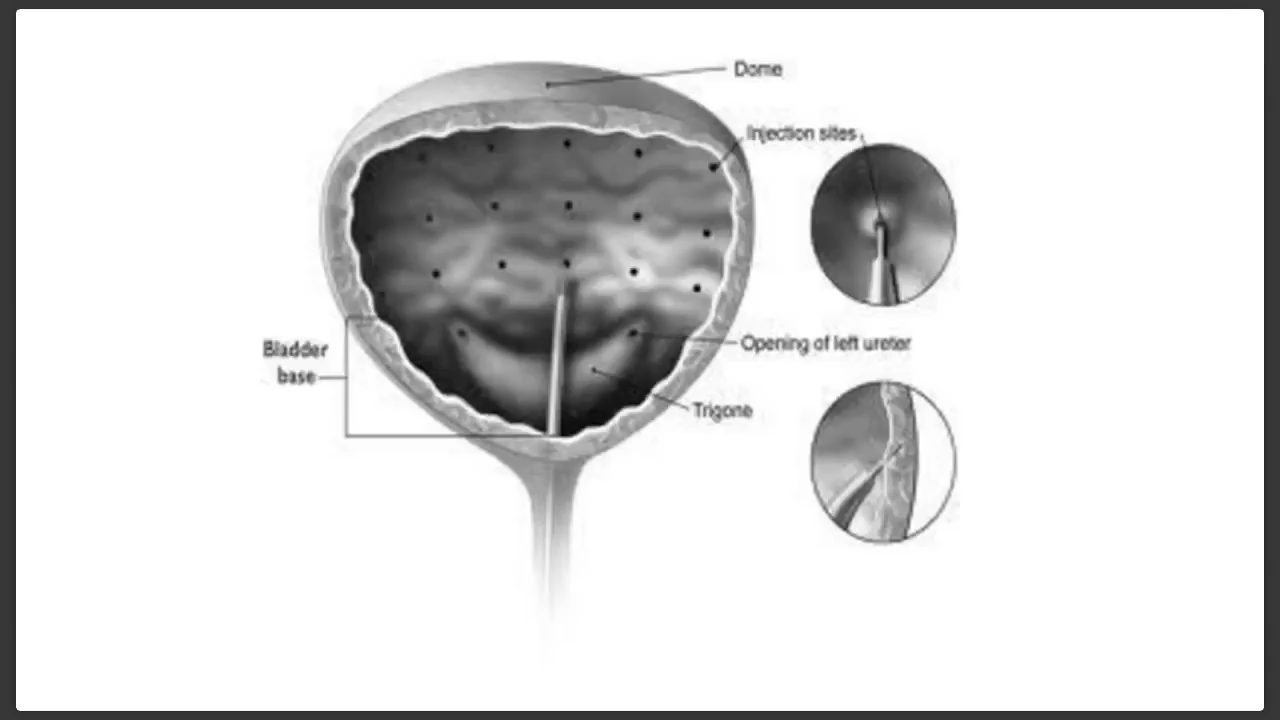 Dome
Injection sites
Opening of left ureter
Bladder
base
Trigone